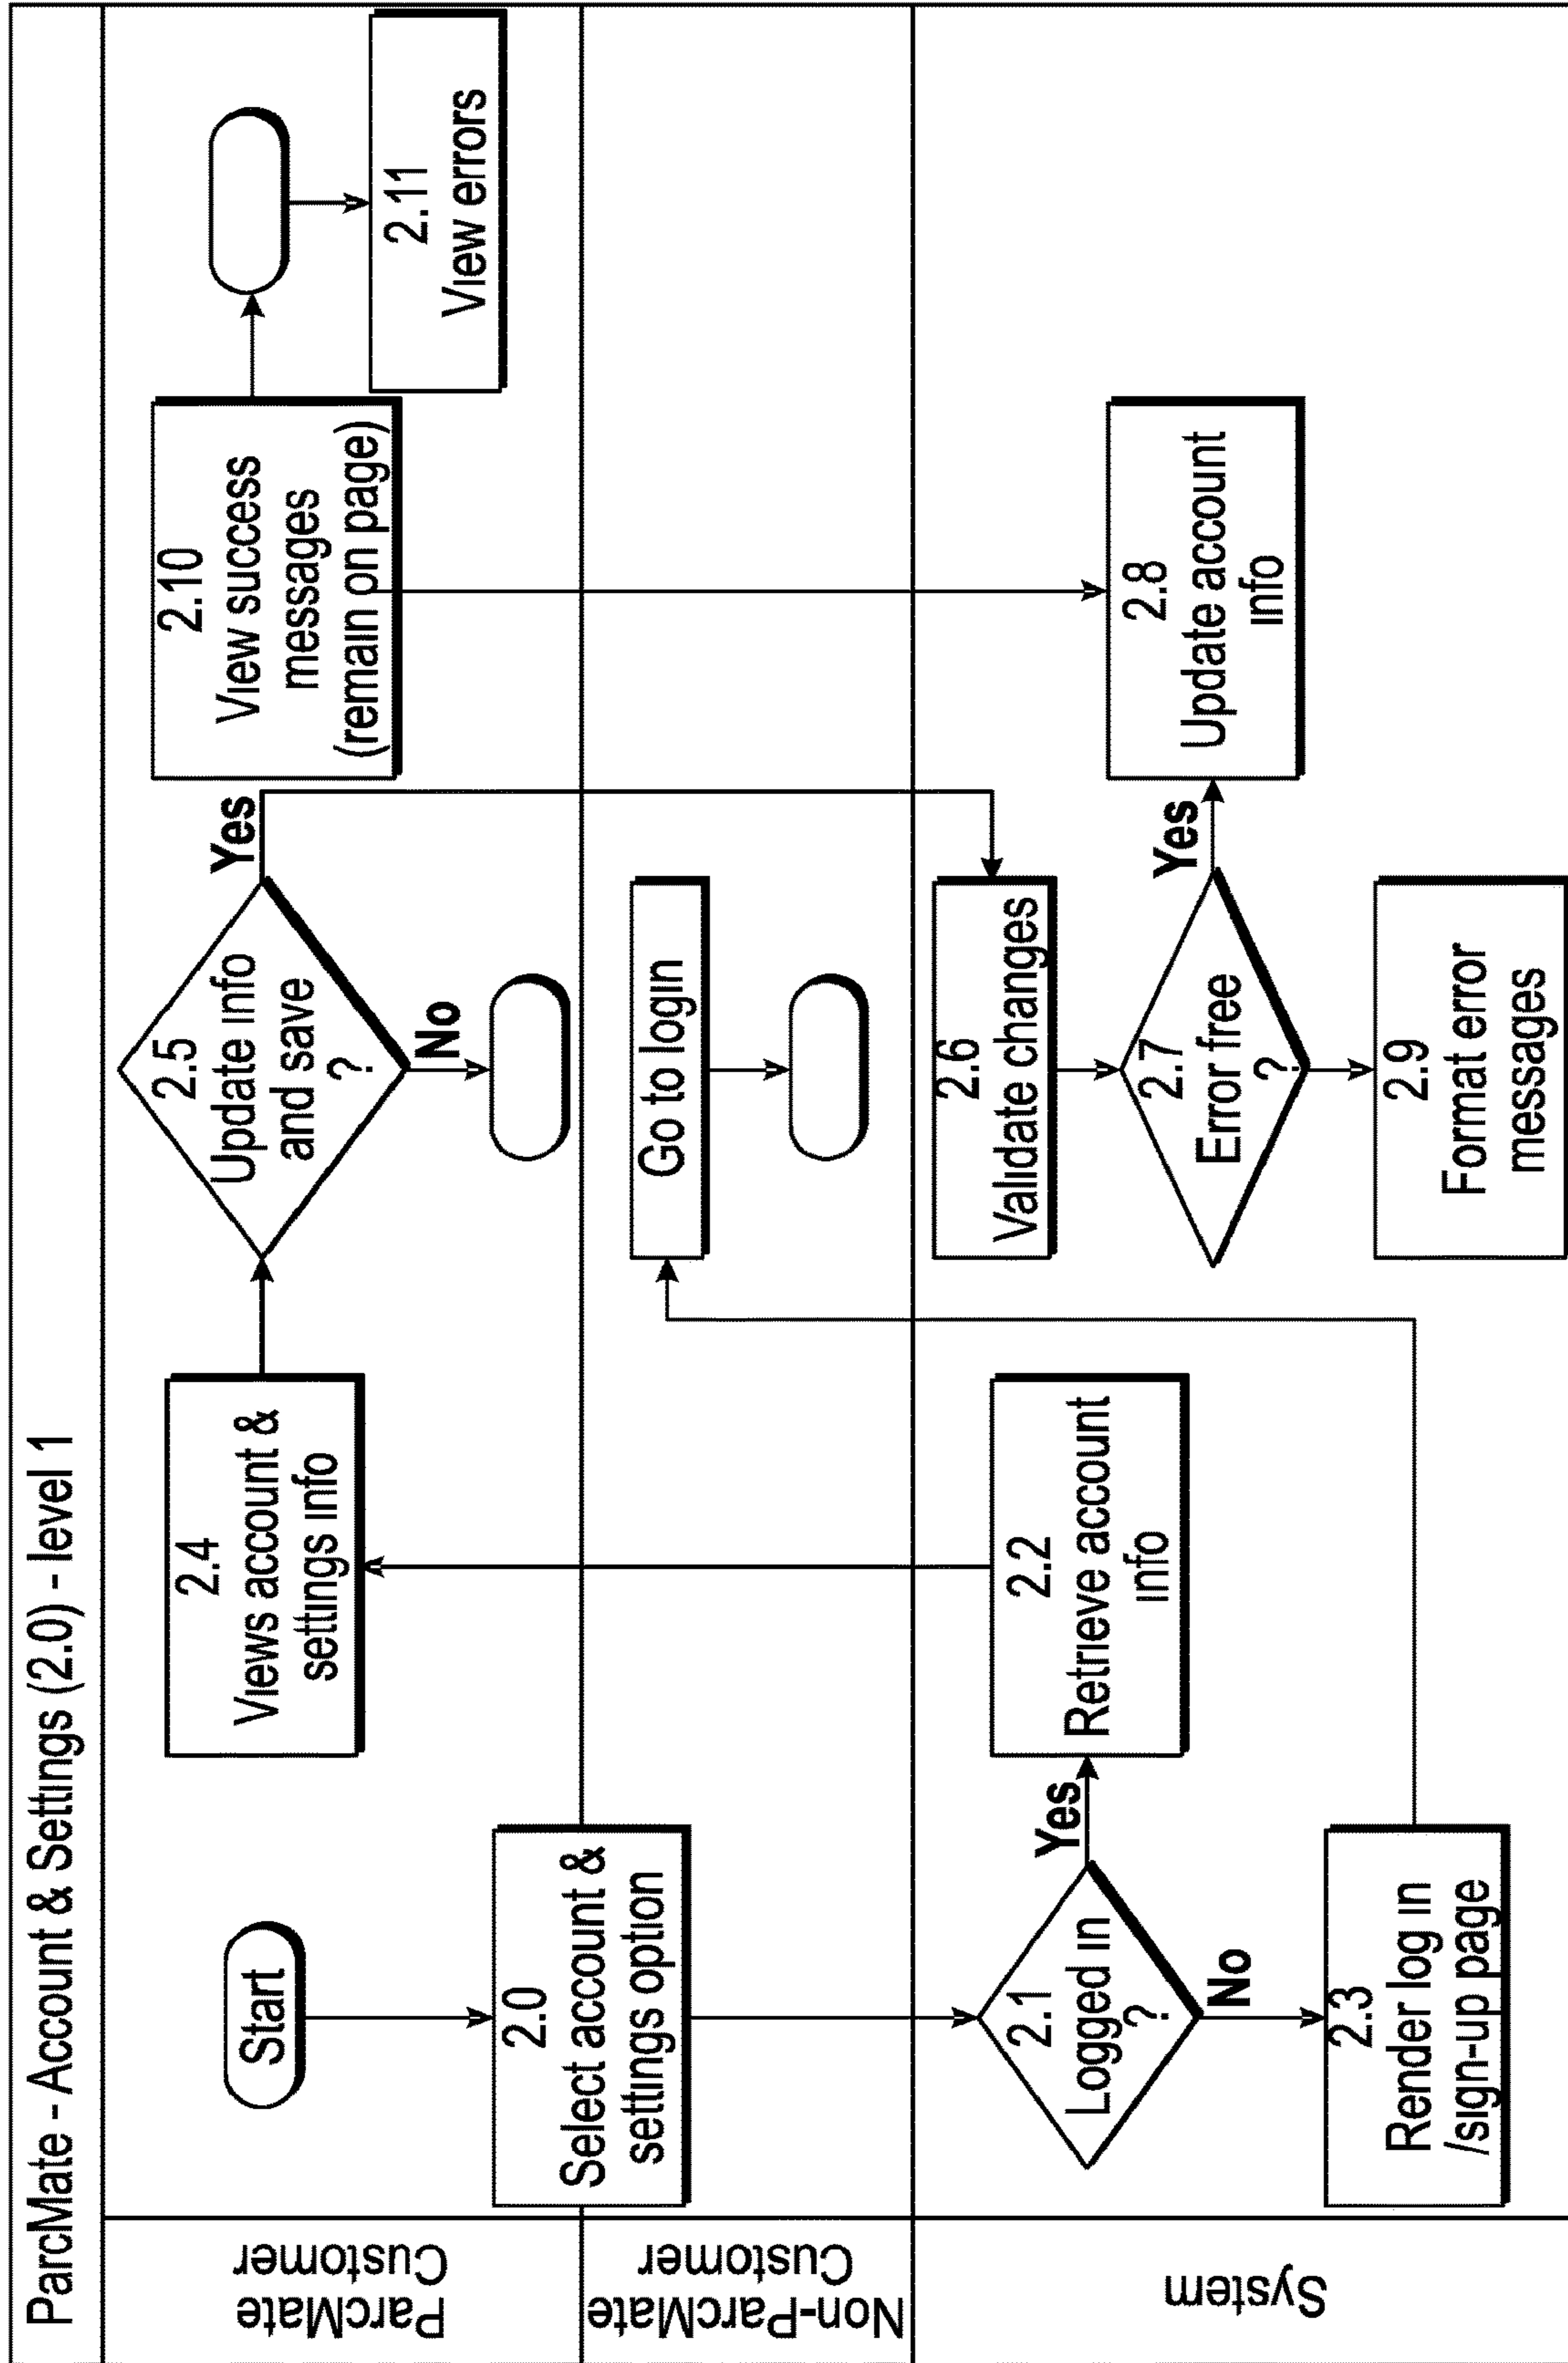 ParcMate - Account & Settings (2.0) - level 1
ParcMate
Customer
Non-ParcMate
Customer
System
Start
2.0
Select account &
settings option
2.1
Logged in
?
Yes
No
2.2
Retrieve account
info
2.3
Render log in
/sign-up page
2.4
Views account &
settings info
2.5
Update info
and save
?
Yes
No
Go to login
2.6
Validate changes
2.7
Error free
?
Yes
2.8
Update account
info
2.9
Format error
messages
2.10
View success
messages
(remain on page)
2.11
View errors